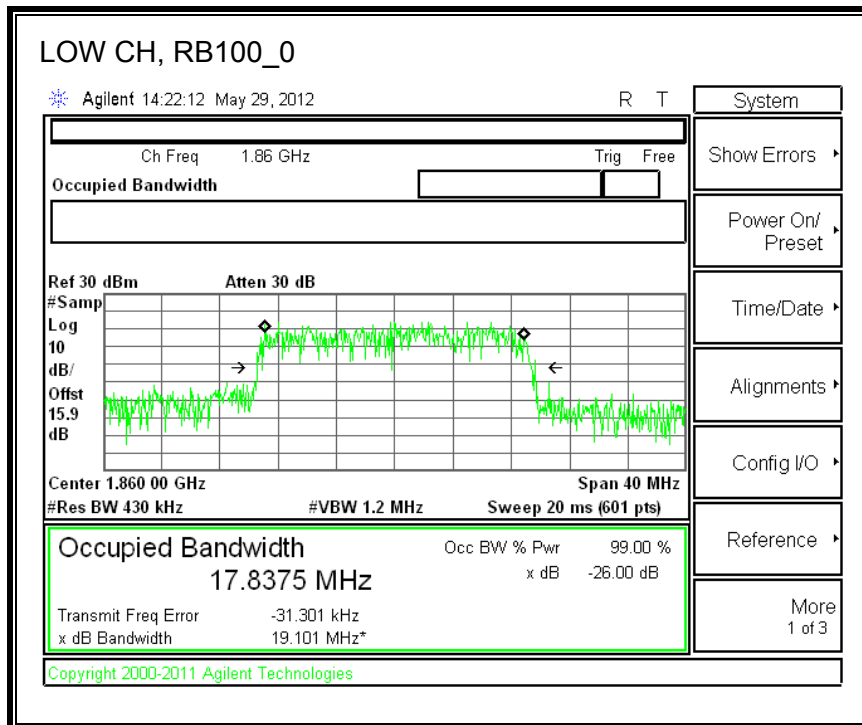 LOW CH, RB100_0
Agilent 14:22:12 May 29, 2012 R T
System
Ch Freq 1.86 GHz Trig Free
Occupied Bandwidth
Show Errors
Power On/
Preset
Time/Date
Alignments
Config I/O
Reference
More
1 of 3
Ref 30 dBm Atten 30 dB
#Samp
Log
10
dB/
Offst
15.9
dB
Center 1.860 00 GHz Span 40 MHz
#Res BW 430 kHz #VBW 1.2 MHz Sweep 20 ms (601 pts)
Occupied Bandwidth Occ BW % Pwr 99.00 %
17.8375 MHz x dB -26.00 dB
Transmit Freq Error -31.301 kHz
x dB Bandwidth 19.101 MHz*
Copyright 2000-2011 Agilent Technologies